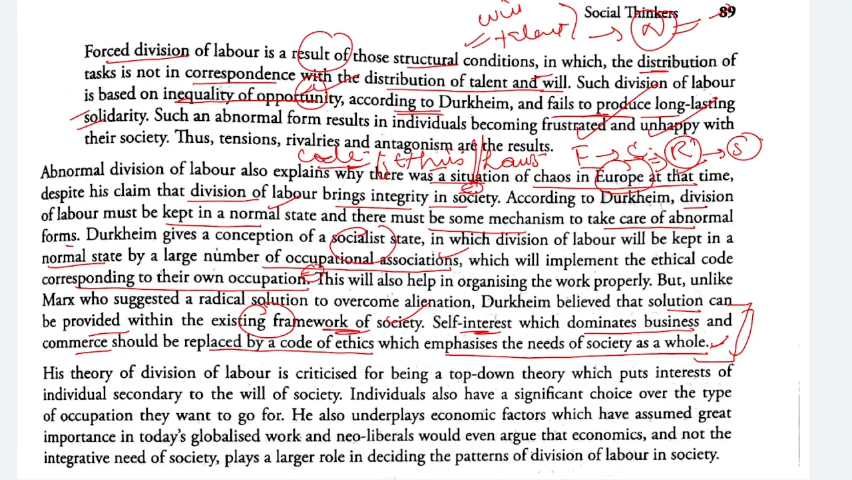 will
talent
Social Thinkers 89
Forced division of labour is a result of those structural conditions, in which, the distribution of
tasks is not in correspondence with the distribution of talent and will. Such division of labour
is based on inequality of opportunity, according to Durkheim, and fails to produce long-lasting
solidarity. Such an abnormal form results in individuals becoming frustrated and unhappy with
their society. Thus, tensions, rivalries and antagonism are the results.
code / Ethics / Laws F → C → R → S
Abnormal division of labour also explains why there was a situation of chaos in Europe at that time,
despite his claim that division of labour brings integrity in society. According to Durkheim, division
of labour must be kept in a normal state and there must be some mechanism to take care of abnormal
forms. Durkheim gives a conception of a socialist state, in which division of labour will be kept in a
normal state by a large number of occupational associations, which will implement the ethical code
corresponding to their own occupation. This will also help in organising the work properly. But, unlike
Marx who suggested a radical solution to overcome alienation, Durkheim believed that solution can
be provided within the existing framework of society. Self-interest which dominates business and
commerce should be replaced by a code of ethics which emphasises the needs of society as a whole.
His theory of division of labour is criticised for being a top-down theory which puts interests of
individual secondary to the will of society. Individuals also have a significant choice over the type
of occupation they want to go for. He also underplays economic factors which have assumed great
importance in today's globalised work and neo-liberals would even argue that economics, and not the
integrative need of society, plays a larger role in deciding the patterns of division of labour in society.